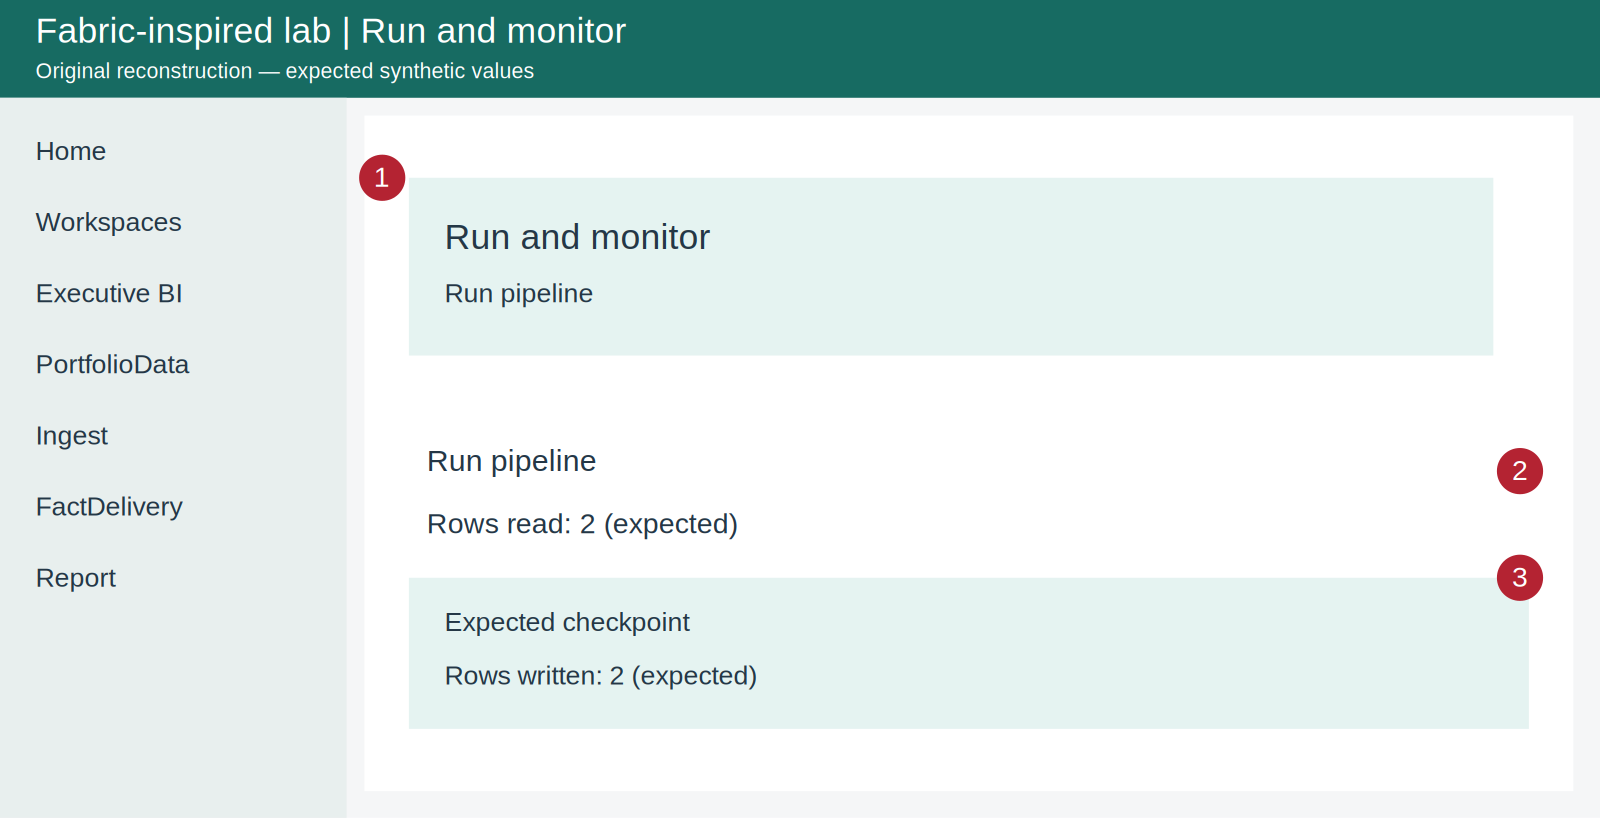 Fabric-inspired lab | Run and monitor
Original reconstruction — expected synthetic values
Home
Workspaces
Executive BI
PortfolioData
Ingest
FactDelivery
Report
1
Run and monitor
Run pipeline
Run pipeline
2
Rows read: 2 (expected)
3
Expected checkpoint
Rows written: 2 (expected)